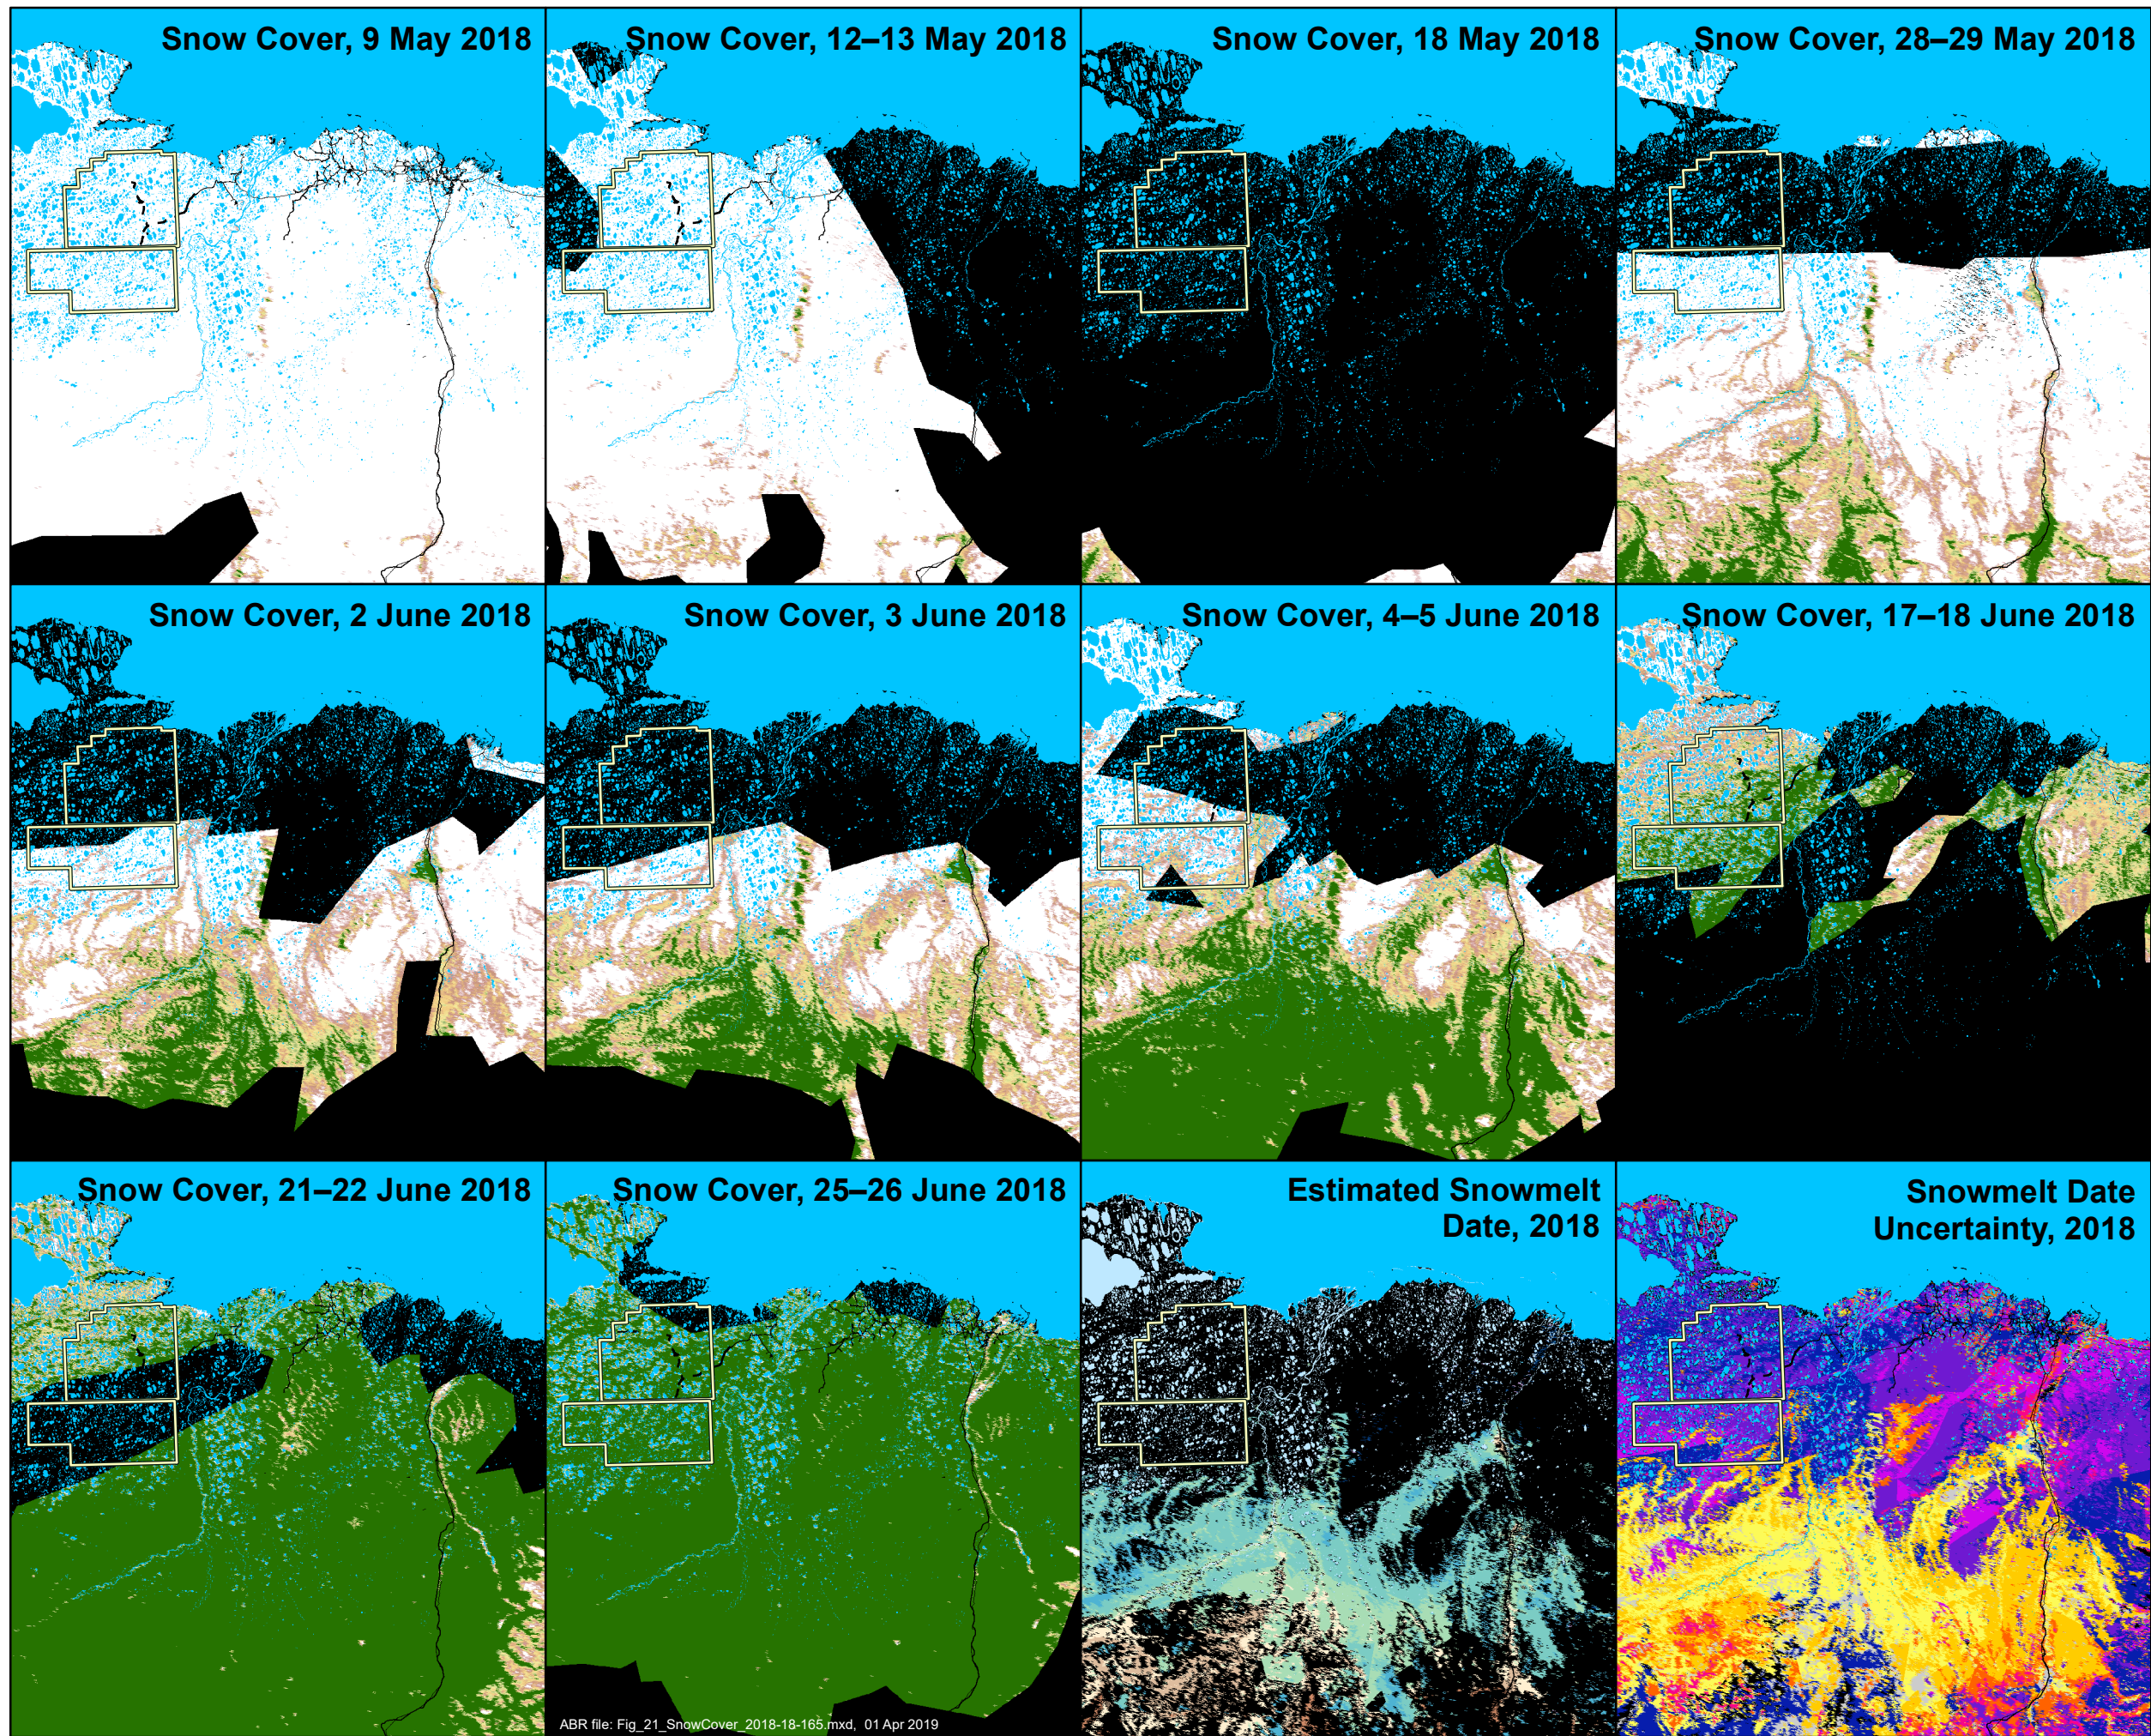 Snow Cover, 9 May 2018
Snow Cover, 12–13 May 2018
Snow Cover, 18 May 2018
Snow Cover, 28–29 May 2018
Snow Cover, 2 June 2018
Snow Cover, 3 June 2018
Snow Cover, 4–5 June 2018
Snow Cover, 17–18 June 2018
Snow Cover, 21–22 June 2018
Snow Cover, 25–26 June 2018
Estimated Snowmelt
Date, 2018
Snowmelt Date
Uncertainty, 2018
ABR file: Fig_21_SnowCover_2018-18-165.mxd, 01 Apr 2019